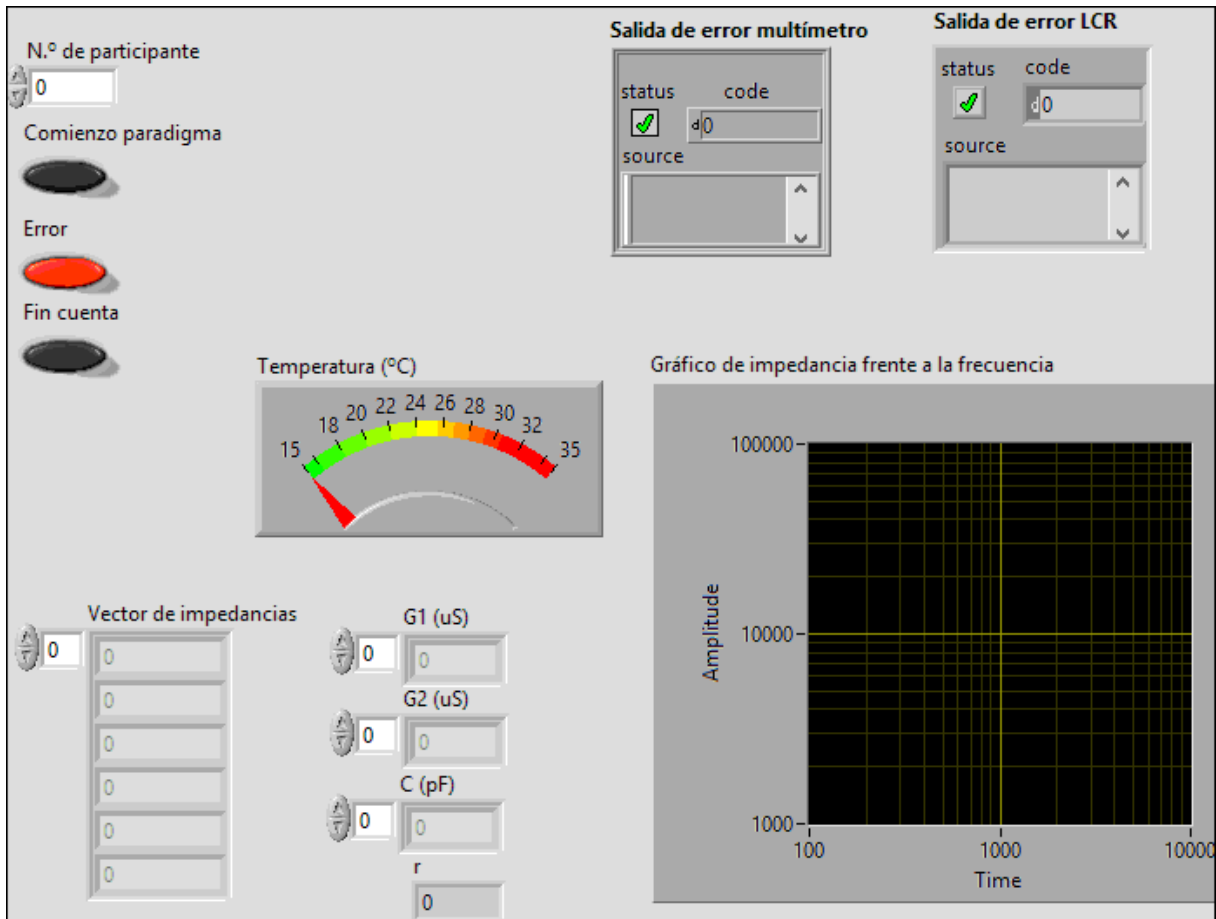 N.º de participante
0
Comienzo paradigma
Error
Fin cuenta
Salida de error multímetro
status code
d0
source
Salida de error LCR
status code
d0
source
Temperatura (ºC)
15 18 20 22 24 26 28 30 32 35
Gráfico de impedancia frente a la frecuencia
100000
10000
1000
Amplitude
100 1000 10000
Time
Vector de impedancias
0
0
0
0
0
0
0
G1 (uS)
0 0
G2 (uS)
0 0
C (pF)
0 0
r
0